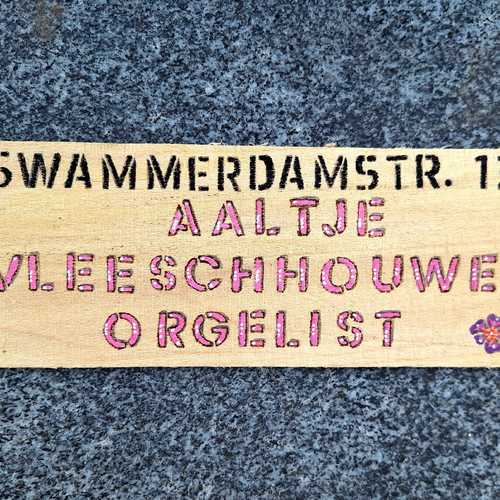 SWAMMERDAMSTR. 1
AALTJE
VLEESCHHOUWE
ORGELIST